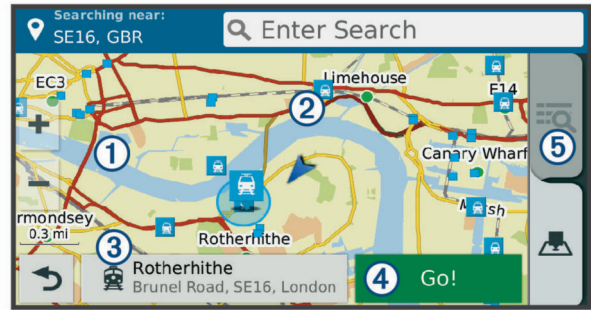 Searching near:
SE16, GBR
Enter Search
EC3
Limehouse
E14
+
2
1
5
Canary Wharf
−
rmondsey
sh
0.3 mi
3
Rotherhithe
Rotherhithe
Brunel Road, SE16, London
4
Go!